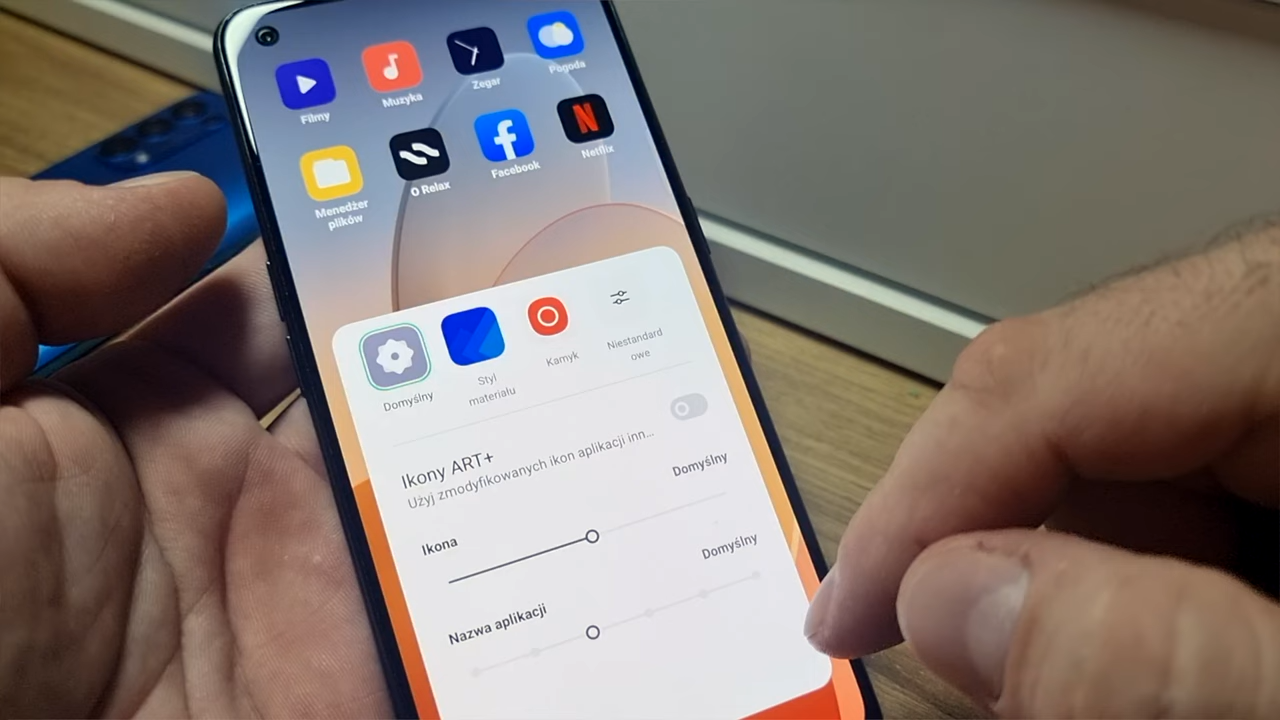 Filmy
Muzyka
Zegar
Pogoda
Menedżer
plików
O Relax
Facebook
Netflix
Domyślny
Styl
materiału
Kamyk
Niestandard
owe
Ikony ART+
Użyj zmodyfikowanych ikon aplikacji inn...
Ikona
Domyślny
Nazwa aplikacji
Domyślny